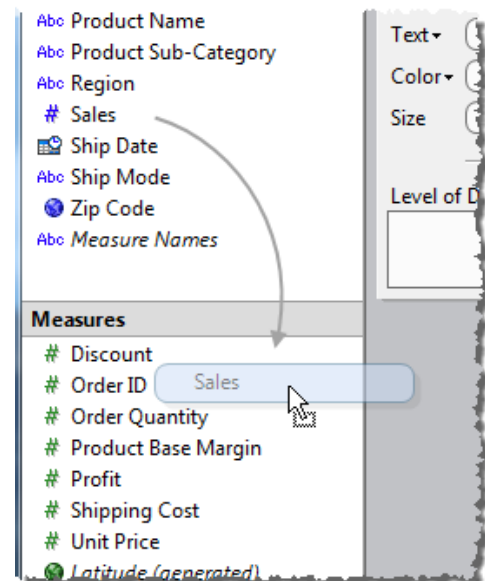 Abc Product Name
Abc Product Sub-Category
Abc Region
# Sales
Ship Date
Abc Ship Mode
Zip Code
Abc Measure Names
Measures
# Discount
# Order ID
Sales
# Order Quantity
# Product Base Margin
# Profit
# Shipping Cost
# Unit Price
Latitude (generated)
Text
Color
Size
Level of D